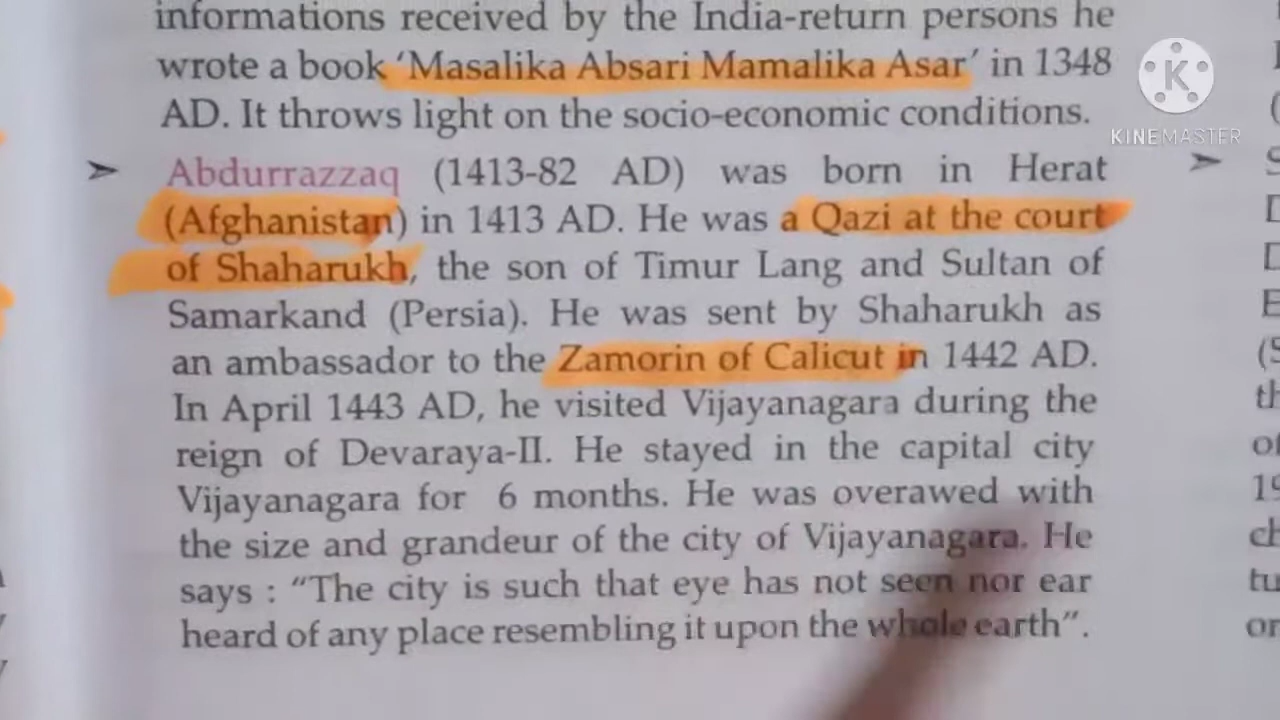 informations received by the India-return persons he
wrote a book 'Masalika Absari Mamalika Asar' in 1348
AD. It throws light on the socio-economic conditions.
➤ Abdurrazzaq (1413-82 AD) was born in Herat
(Afghanistan) in 1413 AD. He was a Qazi at the court
of Shaharukh, the son of Timur Lang and Sultan of
Samarkand (Persia). He was sent by Shaharukh as
an ambassador to the Zamorin of Calicut in 1442 AD.
In April 1443 AD, he visited Vijayanagara during the
reign of Devaraya-II. He stayed in the capital city
Vijayanagara for 6 months. He was overawed with
the size and grandeur of the city of Vijayanagara. He
says : "The city is such that eye has not seen nor ear
heard of any place resembling it upon the whole earth".
K
KINEMASTER